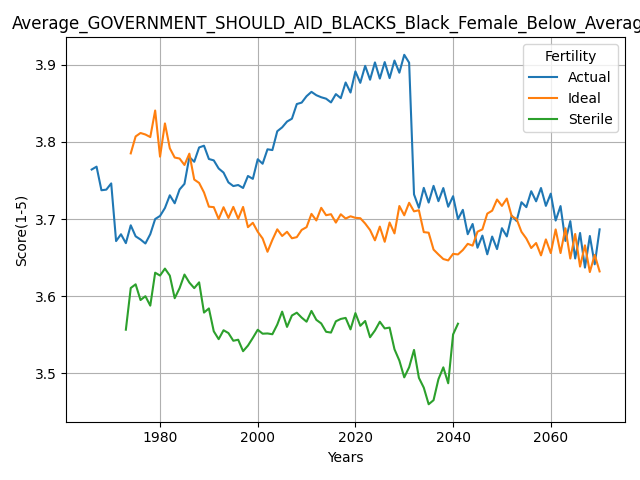 Average_GOVERNMENT_SHOULD_AID_BLACKS_Black_Female_Below_Averag
Fertility
Actual
Ideal
Sterile
Score(1-5)
3.9
3.8
3.7
3.6
3.5
1980 2000 2020 2040 2060
Years